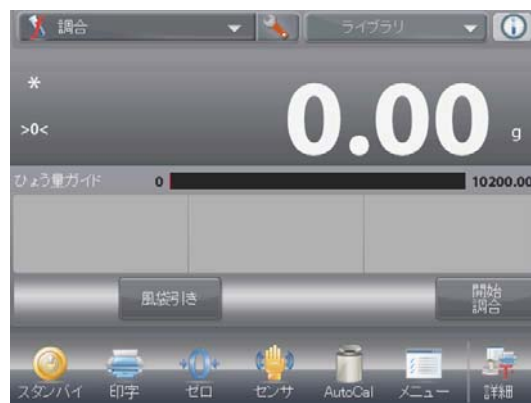 調合
ライブラリ
*
0.00
>0<
g
ひょう量ガイド 0 10200.00
風袋引き
開始
調合
スタンバイ 印字 ゼロ センサ AutoCal メニュー 詳細